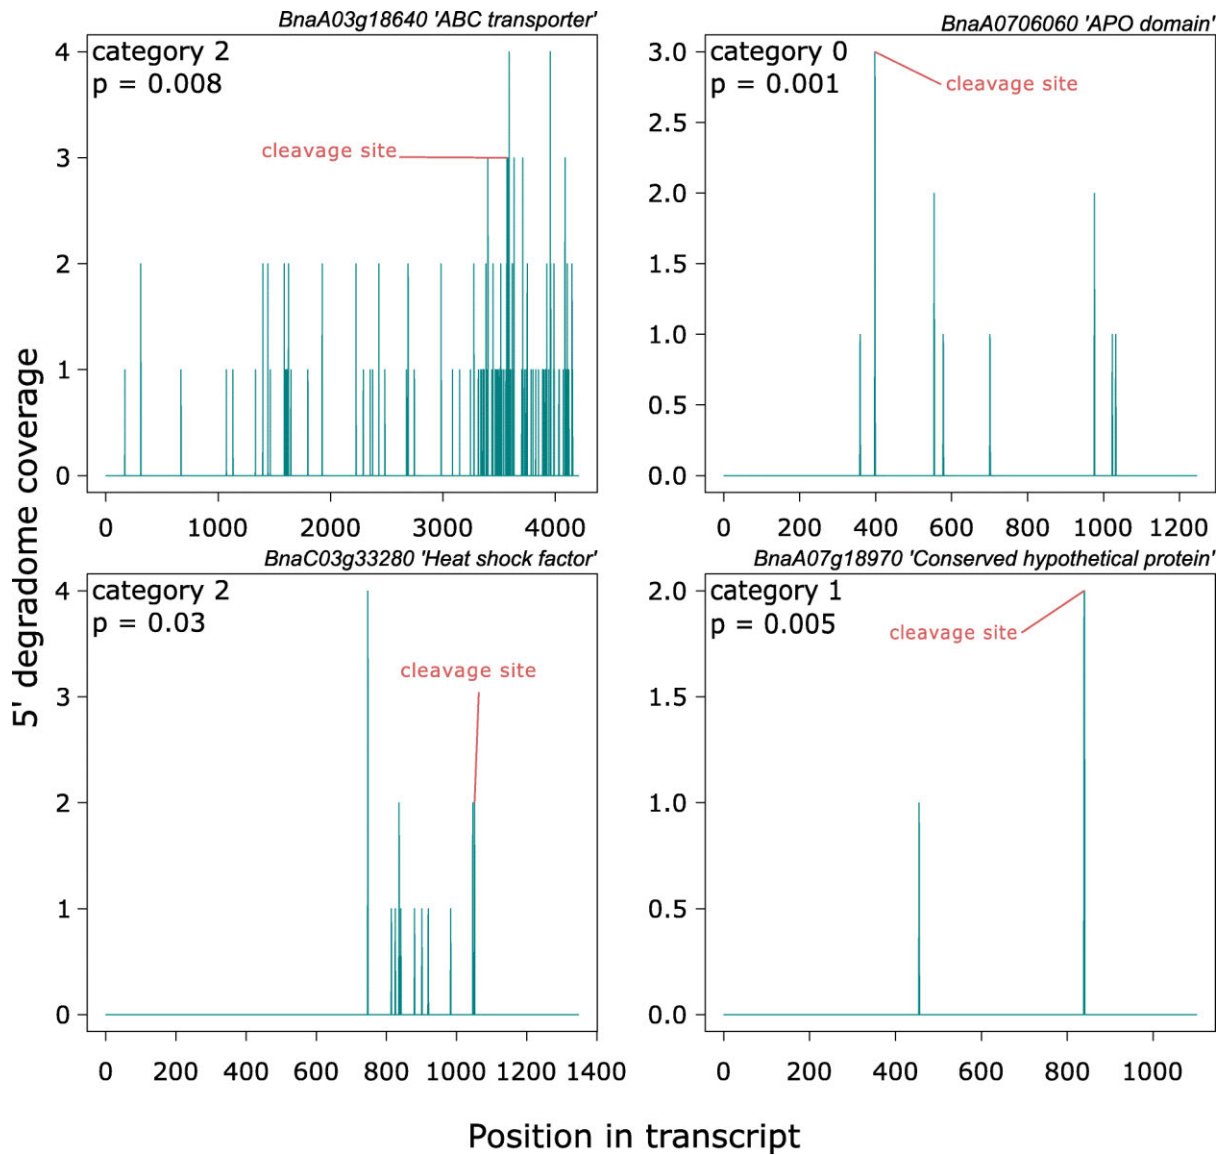 BnaA03g18640 'ABC transporter'
category 2
p = 0.008
cleavage site
4
3
2
1
0
0 1000 2000 3000 4000
BnaA0706060 'APO domain'
category 0
p = 0.001
cleavage site
3.0
2.5
2.0
1.5
1.0
0.5
0.0
0 200 400 600 800 1000 1200
5' degradome coverage
BnaC03g33280 'Heat shock factor'
category 2
p = 0.03
cleavage site
4
3
2
1
0
0 200 400 600 800 1000 1200 1400
BnaA07g18970 'Conserved hypothetical protein'
category 1
p = 0.005
cleavage site
2.0
1.5
1.0
0.5
0.0
0 200 400 600 800 1000
Position in transcript